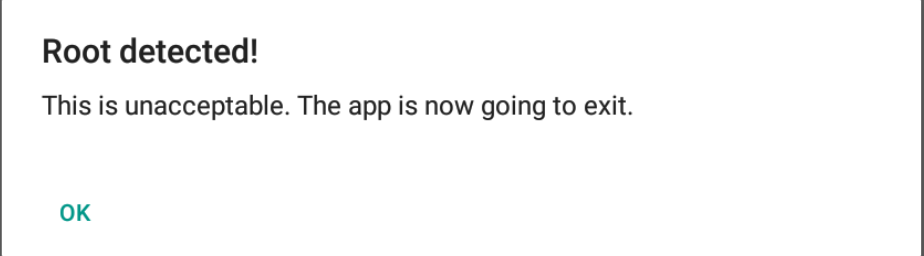 Root detected!
This is unacceptable. The app is now going to exit.
OK